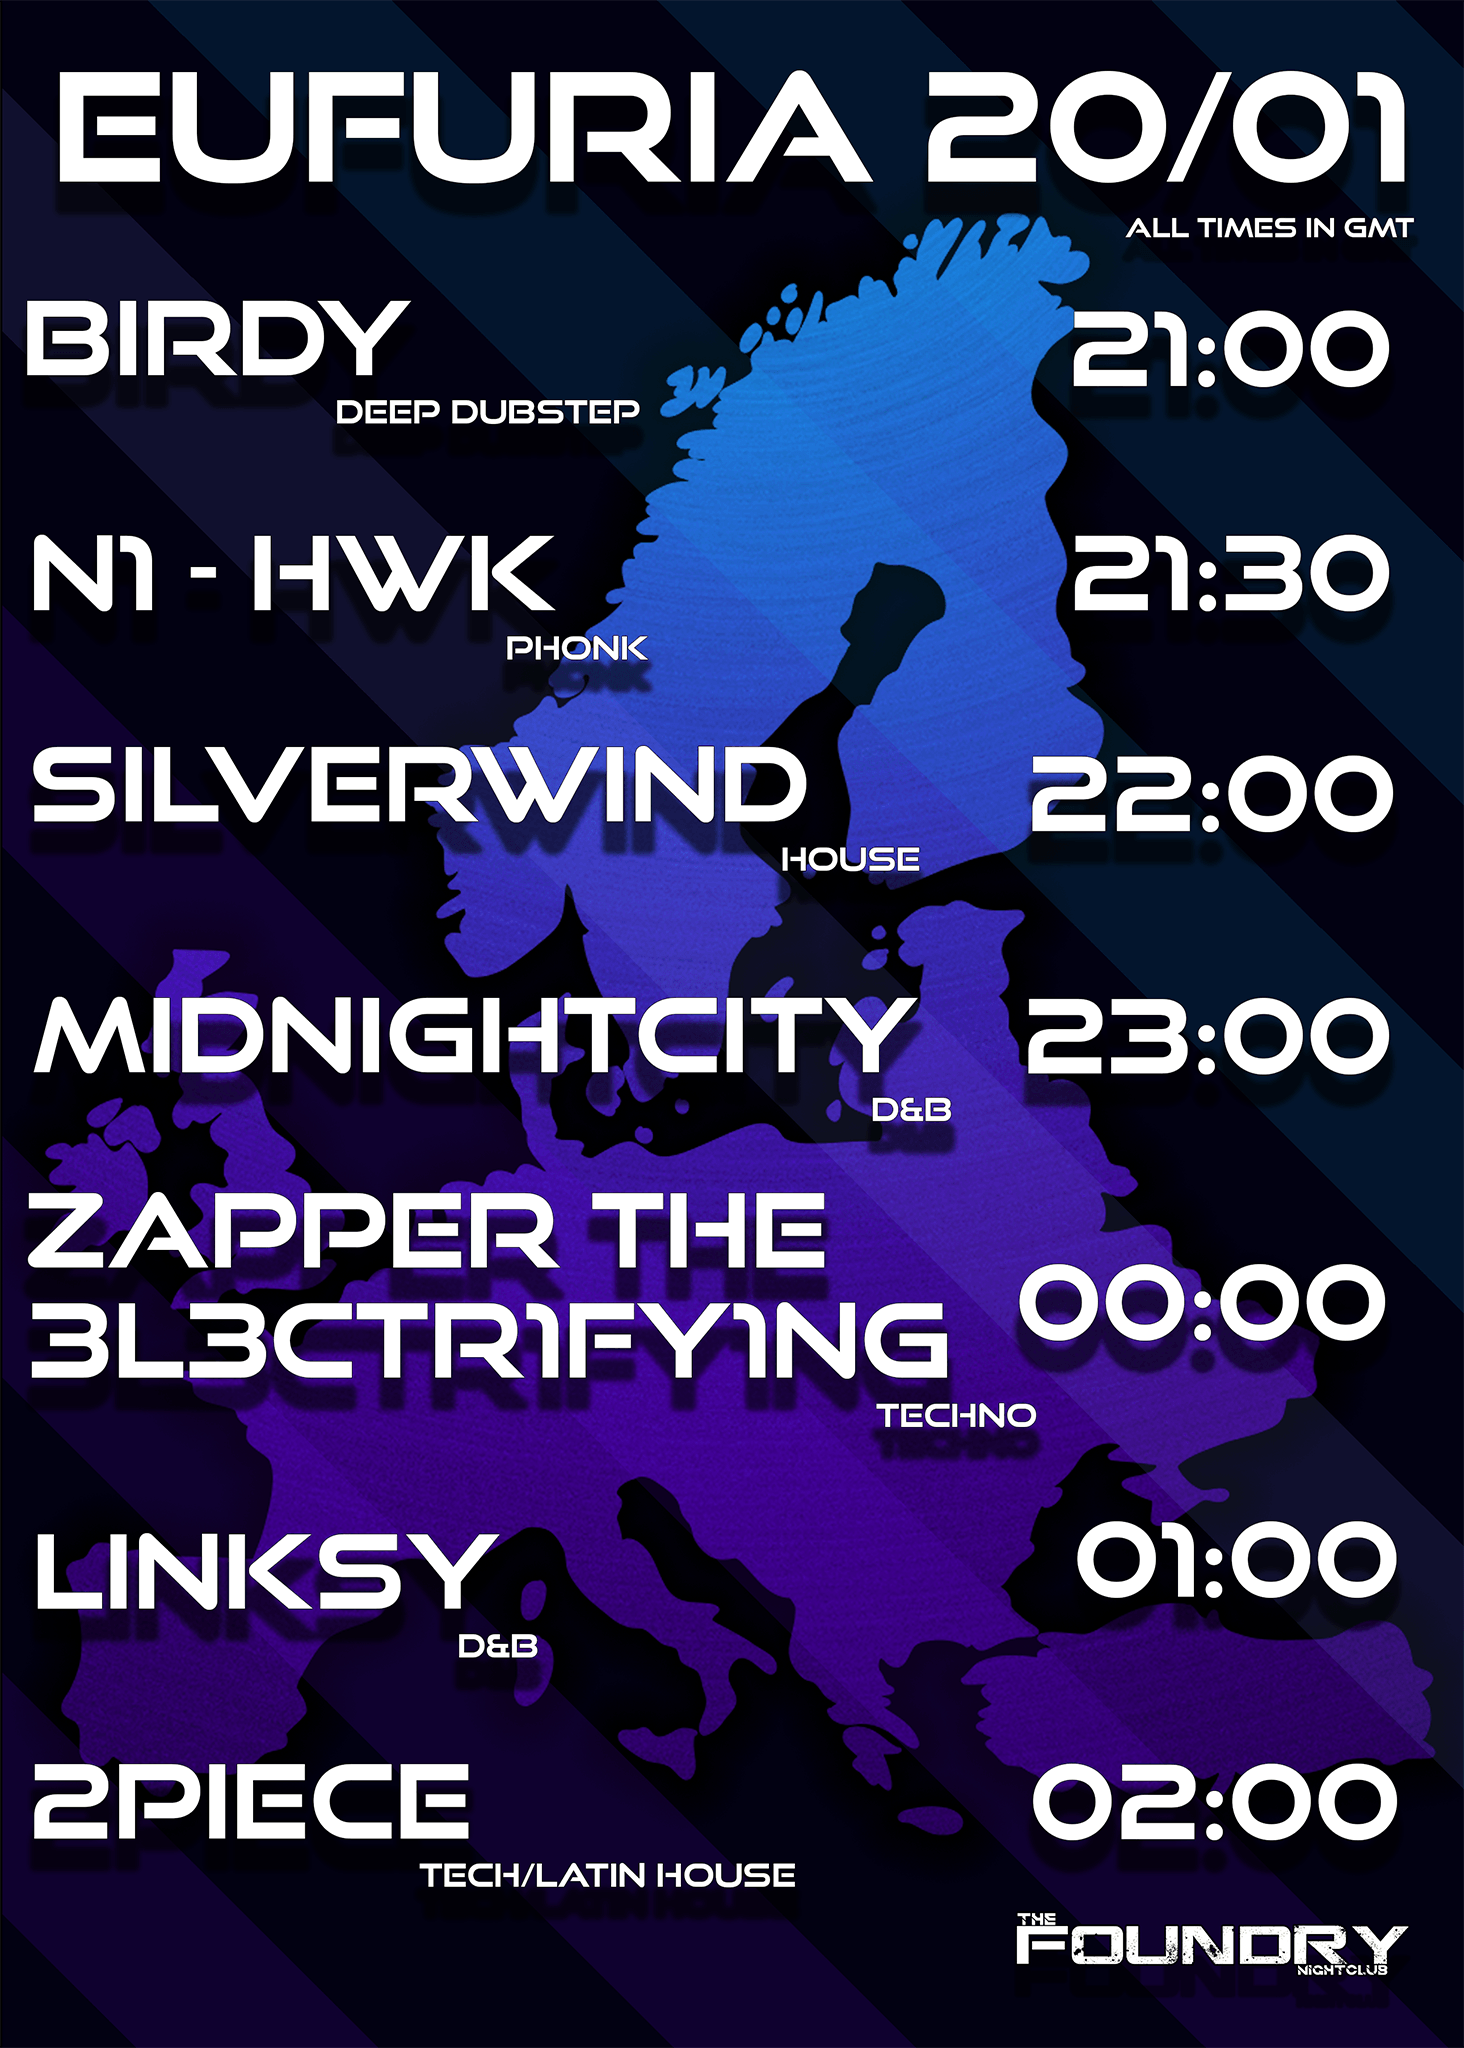 EUFURIA 20/01
ALL TIMES IN GMT
BIRDY 21:00
DEEP DUBSTEP
N1 - HWK 21:30
PHONK
SILVERWIND 22:00
HOUSE
MIDNIGHTCITY 23:00
D&B
ZAPPER THE
3L3CTR1FY1NG 00:00
TECHNO
LINKSY 01:00
D&B
2PIECE 02:00
TECH/LATIN HOUSE
THE
FOUNDRY
NIGHTCLUB